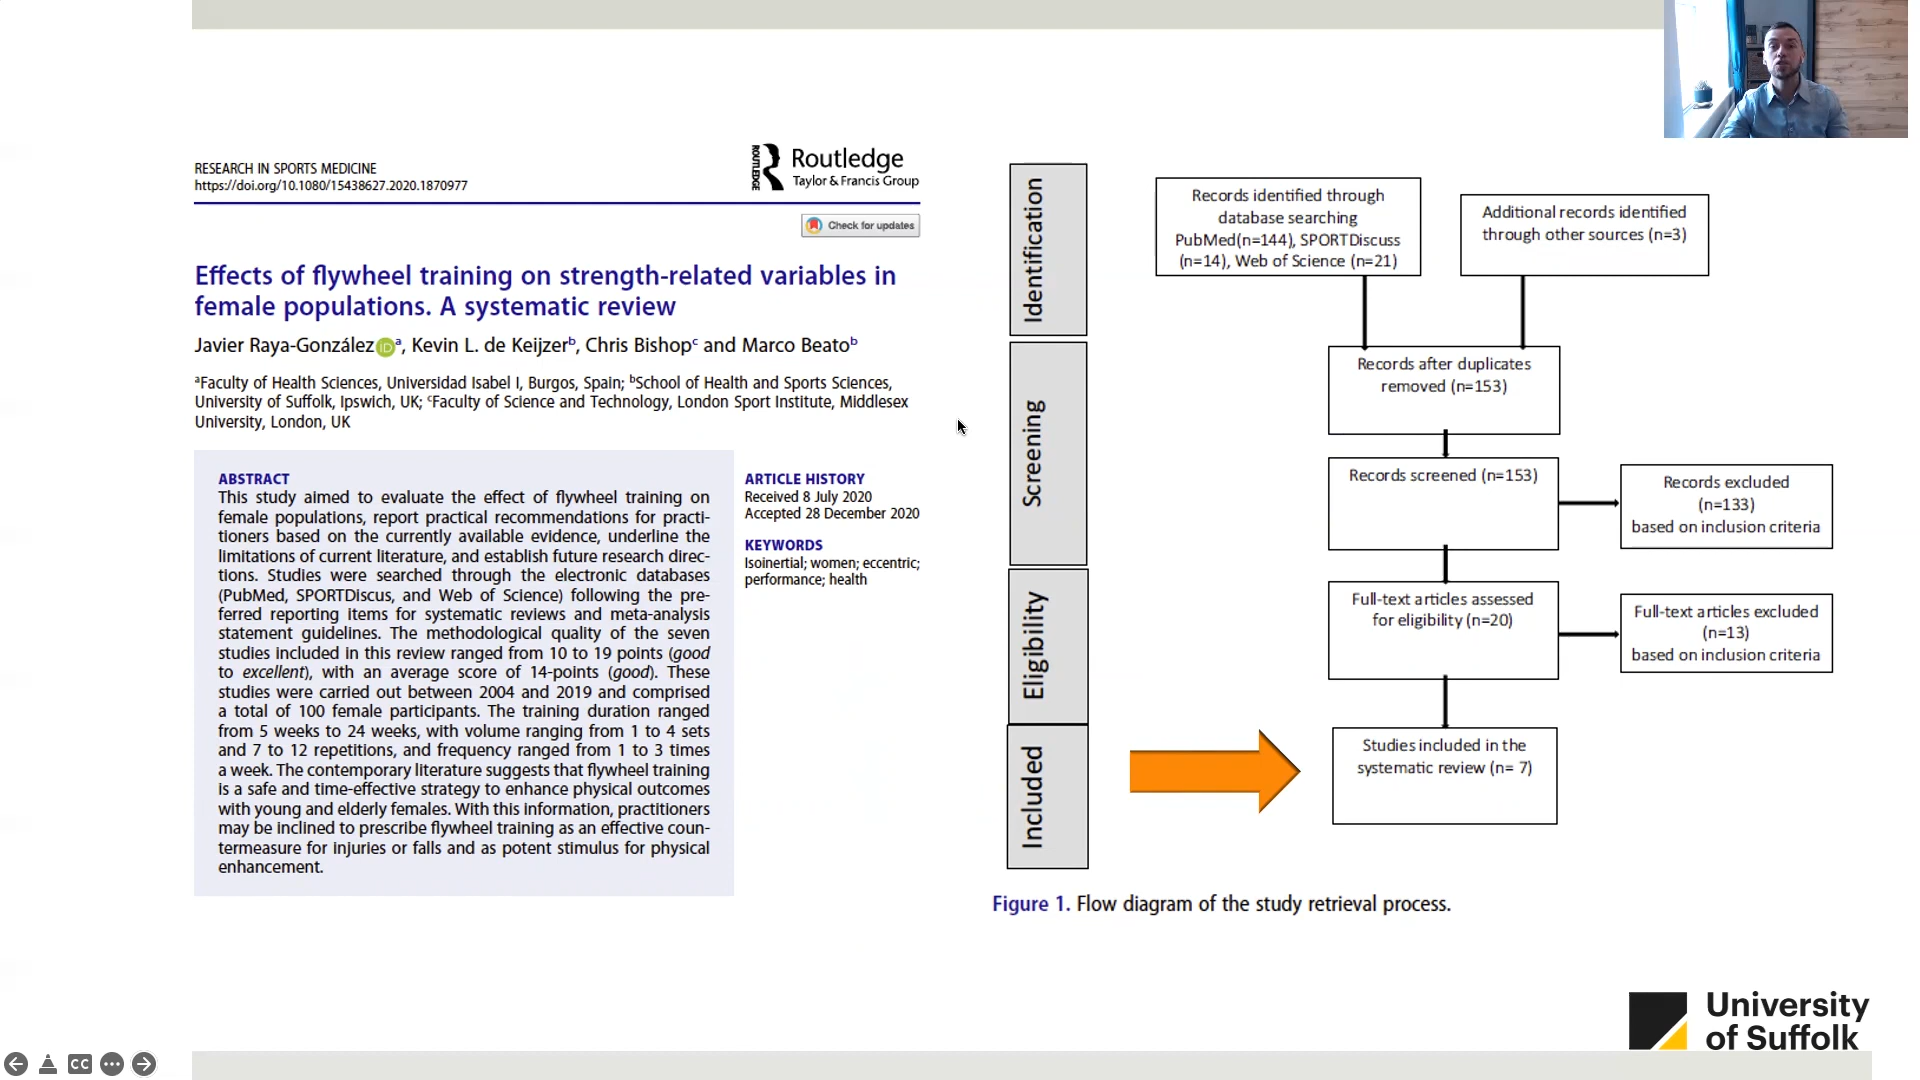 RESEARCH IN SPORTS MEDICINE
https://doi.org/10.1080/15438627.2020.1870977
ROUTLEDGE
Routledge
Taylor & Francis Group
Check for updates
Effects of flywheel training on strength-related variables in
female populations. A systematic review
Javier Raya-González iD a, Kevin L. de Keijzerb, Chris Bishopc and Marco Beatob
aFaculty of Health Sciences, Universidad Isabel I, Burgos, Spain; bSchool of Health and Sports Sciences,
University of Suffolk, Ipswich, UK; cFaculty of Science and Technology, London Sport Institute, Middlesex
University, London, UK
ABSTRACT
This study aimed to evaluate the effect of flywheel training on
female populations, report practical recommendations for practi-
tioners based on the currently available evidence, underline the
limitations of current literature, and establish future research direc-
tions. Studies were searched through the electronic databases
(PubMed, SPORTDiscus, and Web of Science) following the pre-
ferred reporting items for systematic reviews and meta-analysis
statement guidelines. The methodological quality of the seven
studies included in this review ranged from 10 to 19 points (good
to excellent), with an average score of 14-points (good). These
studies were carried out between 2004 and 2019 and comprised
a total of 100 female participants. The training duration ranged
from 5 weeks to 24 weeks, with volume ranging from 1 to 4 sets
and 7 to 12 repetitions, and frequency ranged from 1 to 3 times
a week. The contemporary literature suggests that flywheel training
is a safe and time-effective strategy to enhance physical outcomes
with young and elderly females. With this information, practitioners
may be inclined to prescribe flywheel training as an effective coun-
termeasure for injuries or falls and as potent stimulus for physical
enhancement.
ARTICLE HISTORY
Received 8 July 2020
Accepted 28 December 2020
KEYWORDS
Isoinertial; women; eccentric;
performance; health
Identification
Records identified through
database searching
PubMed(n=144), SPORTDiscuss
(n=14), Web of Science (n=21)
Additional records identified
through other sources (n=3)
Screening
Records after duplicates
removed (n=153)
Records screened (n=153)
Records excluded
(n=133)
based on inclusion criteria
Eligibility
Full-text articles assessed
for eligibility (n=20)
Full-text articles excluded
(n=13)
based on inclusion criteria
Included
Studies included in the
systematic review (n= 7)
Figure 1. Flow diagram of the study retrieval process.
University
of Suffolk
CC